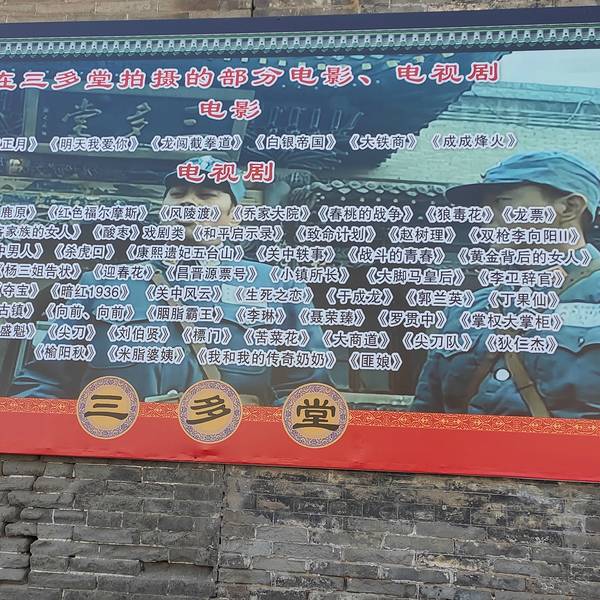 在三多堂拍摄的部分电影、电视剧
电影
正月》《明天我爱你》《龙闯截拳道》《白银帝国》《大铁商》《成成烽火》
电视剧
鹿原》《红色福尔摩斯》《风陵渡》《乔家大院》《春桃的战争》《狼毒花》《龙票》
客家族的女人》《酸枣》戏剧类《和平启示录》《致命计划》《赵树理》《双枪李向阳II》
中男人》《杀虎口》《康熙遗妃五台山》《关中轶事》《战斗的青春》《黄金背后的女人》
《杨三姐告状》《迎春花》《昌晋源票号》《小镇所长》《大脚马皇后》《李卫辞官》
夺宝》《暗红1936》《关中风云》《生死之恋》《于成龙》《郭兰英》《丁果仙》
古镇》《向前、向前》《胭脂霸王》《李琳》《聂荣臻》《罗贯中》《掌权大掌柜》
盛魁》《尖刀》《刘伯贤》《镖门》《苦菜花》《大商道》《尖刀队》《狄仁杰》
《榆阳秋》《米脂婆姨》《我和我的传奇奶奶》《匪娘》
三多堂